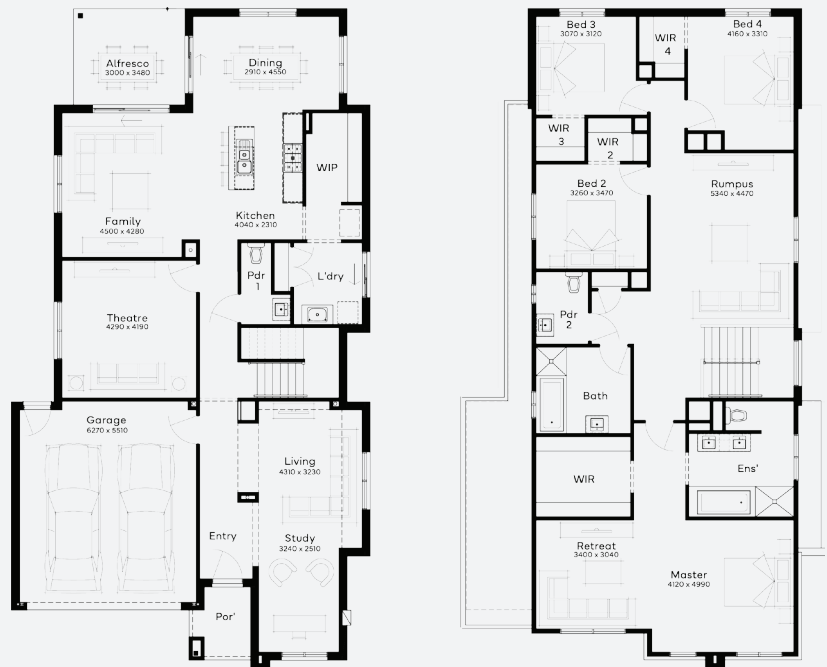 Alfresco
3000 x 3480
Dining
2910 x 4550
WIP
Family
4500 x 4280
Kitchen
4040 x 2310
Pdr
1
L'dry
Theatre
4290 x 4190
Garage
6270 x 5510
Living
4310 x 3230
Entry
Study
3240 x 2510
Por'
Bed 3
3070 x 3120
WIR
4
Bed 4
4160 x 3310
WIR
3
WIR
2
Bed 2
3260 x 3470
Rumpus
5340 x 4470
Pdr
2
Bath
WIR
Ens'
Retreat
3400 x 3040
Master
4120 x 4990